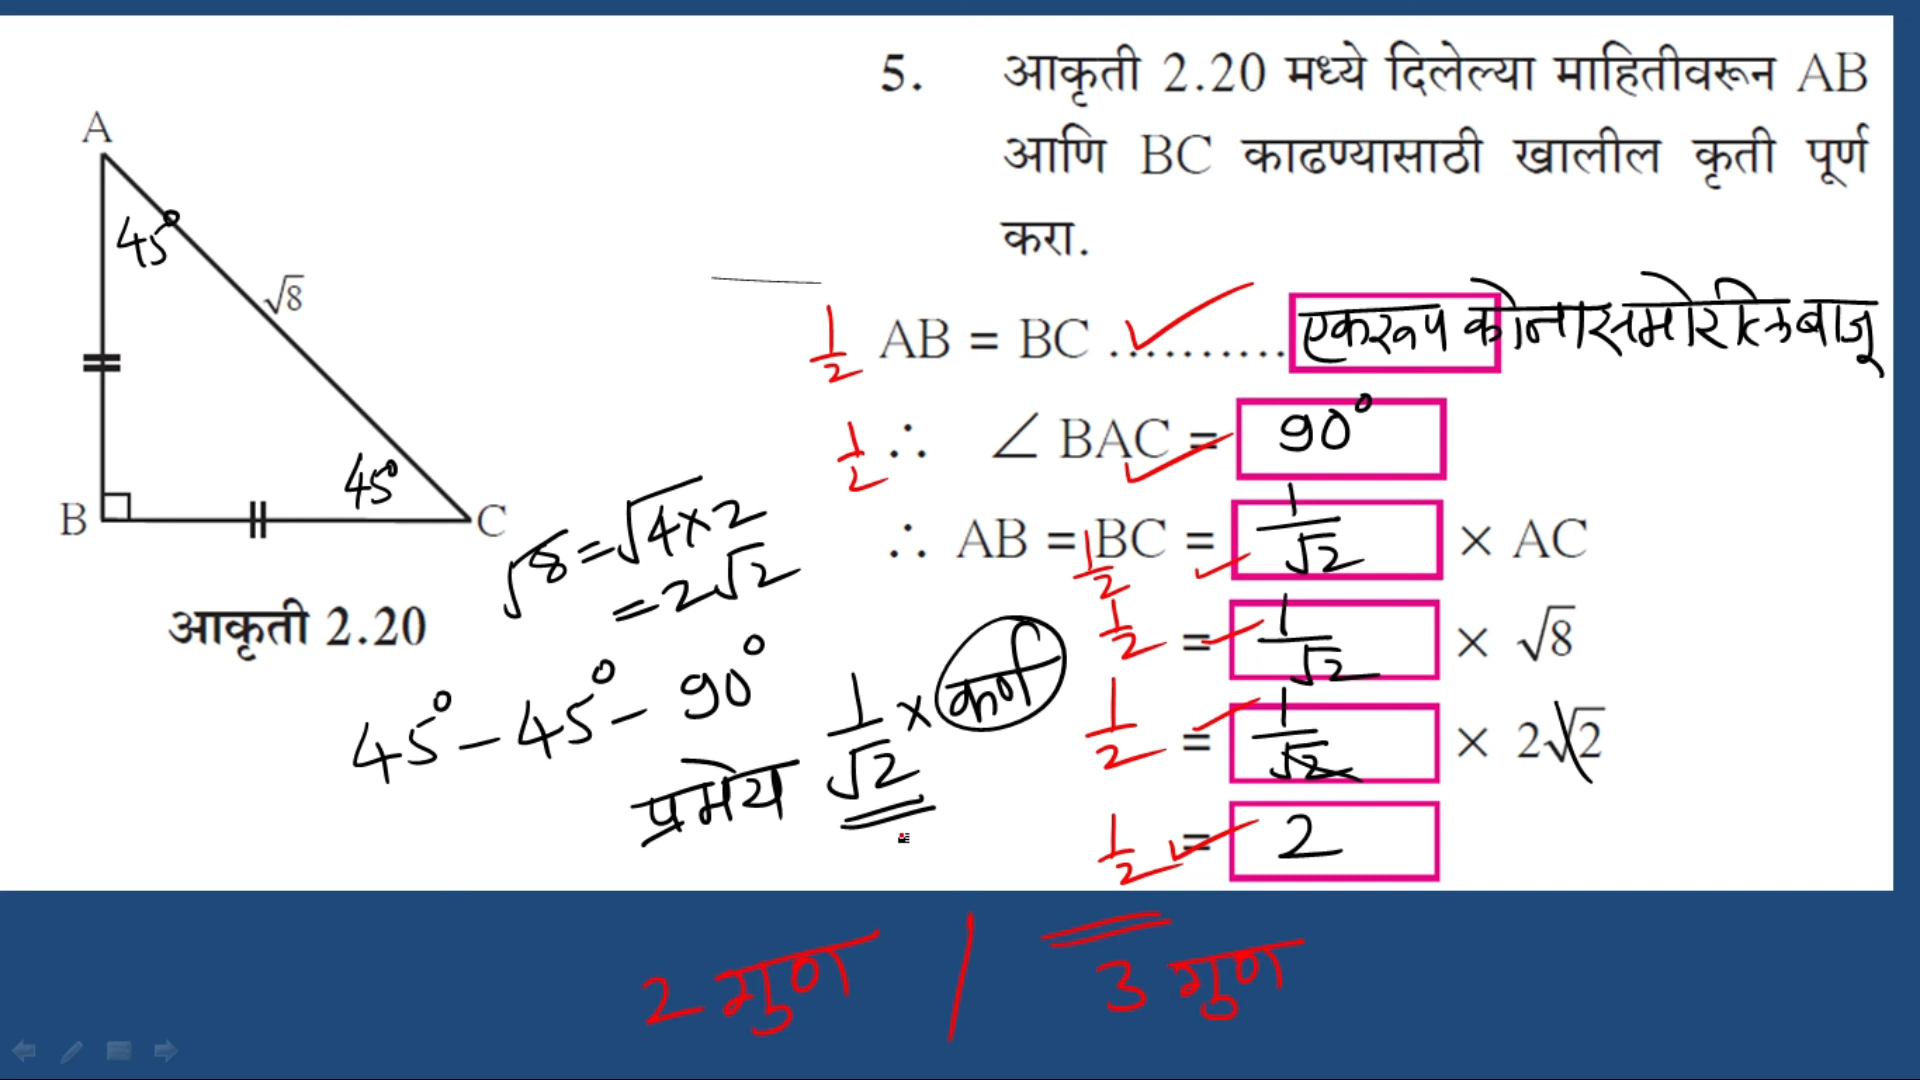 5. आकृती 2.20 मध्ये दिलेल्या माहितीवरून AB
आणि BC काढण्यासाठी खालील कृती पूर्ण
करा.
A
45°
√8
B
45°
C
आकृती 2.20
√8 = √4×2
= 2√2
45° – 45° – 90°
प्रमेय 1/√2 × कर्ण
1/2 AB = BC .......... एकरूप कोनासमोरिल बाजू
1/2 ∴ ∠ BAC = 90°
∴ AB = BC = 1/√2 × AC
1/2
1/2 = 1/√2 × √8
1/2 = 1/√2 × 2√2
1/2 = 2
2 गुण / 3 गुण